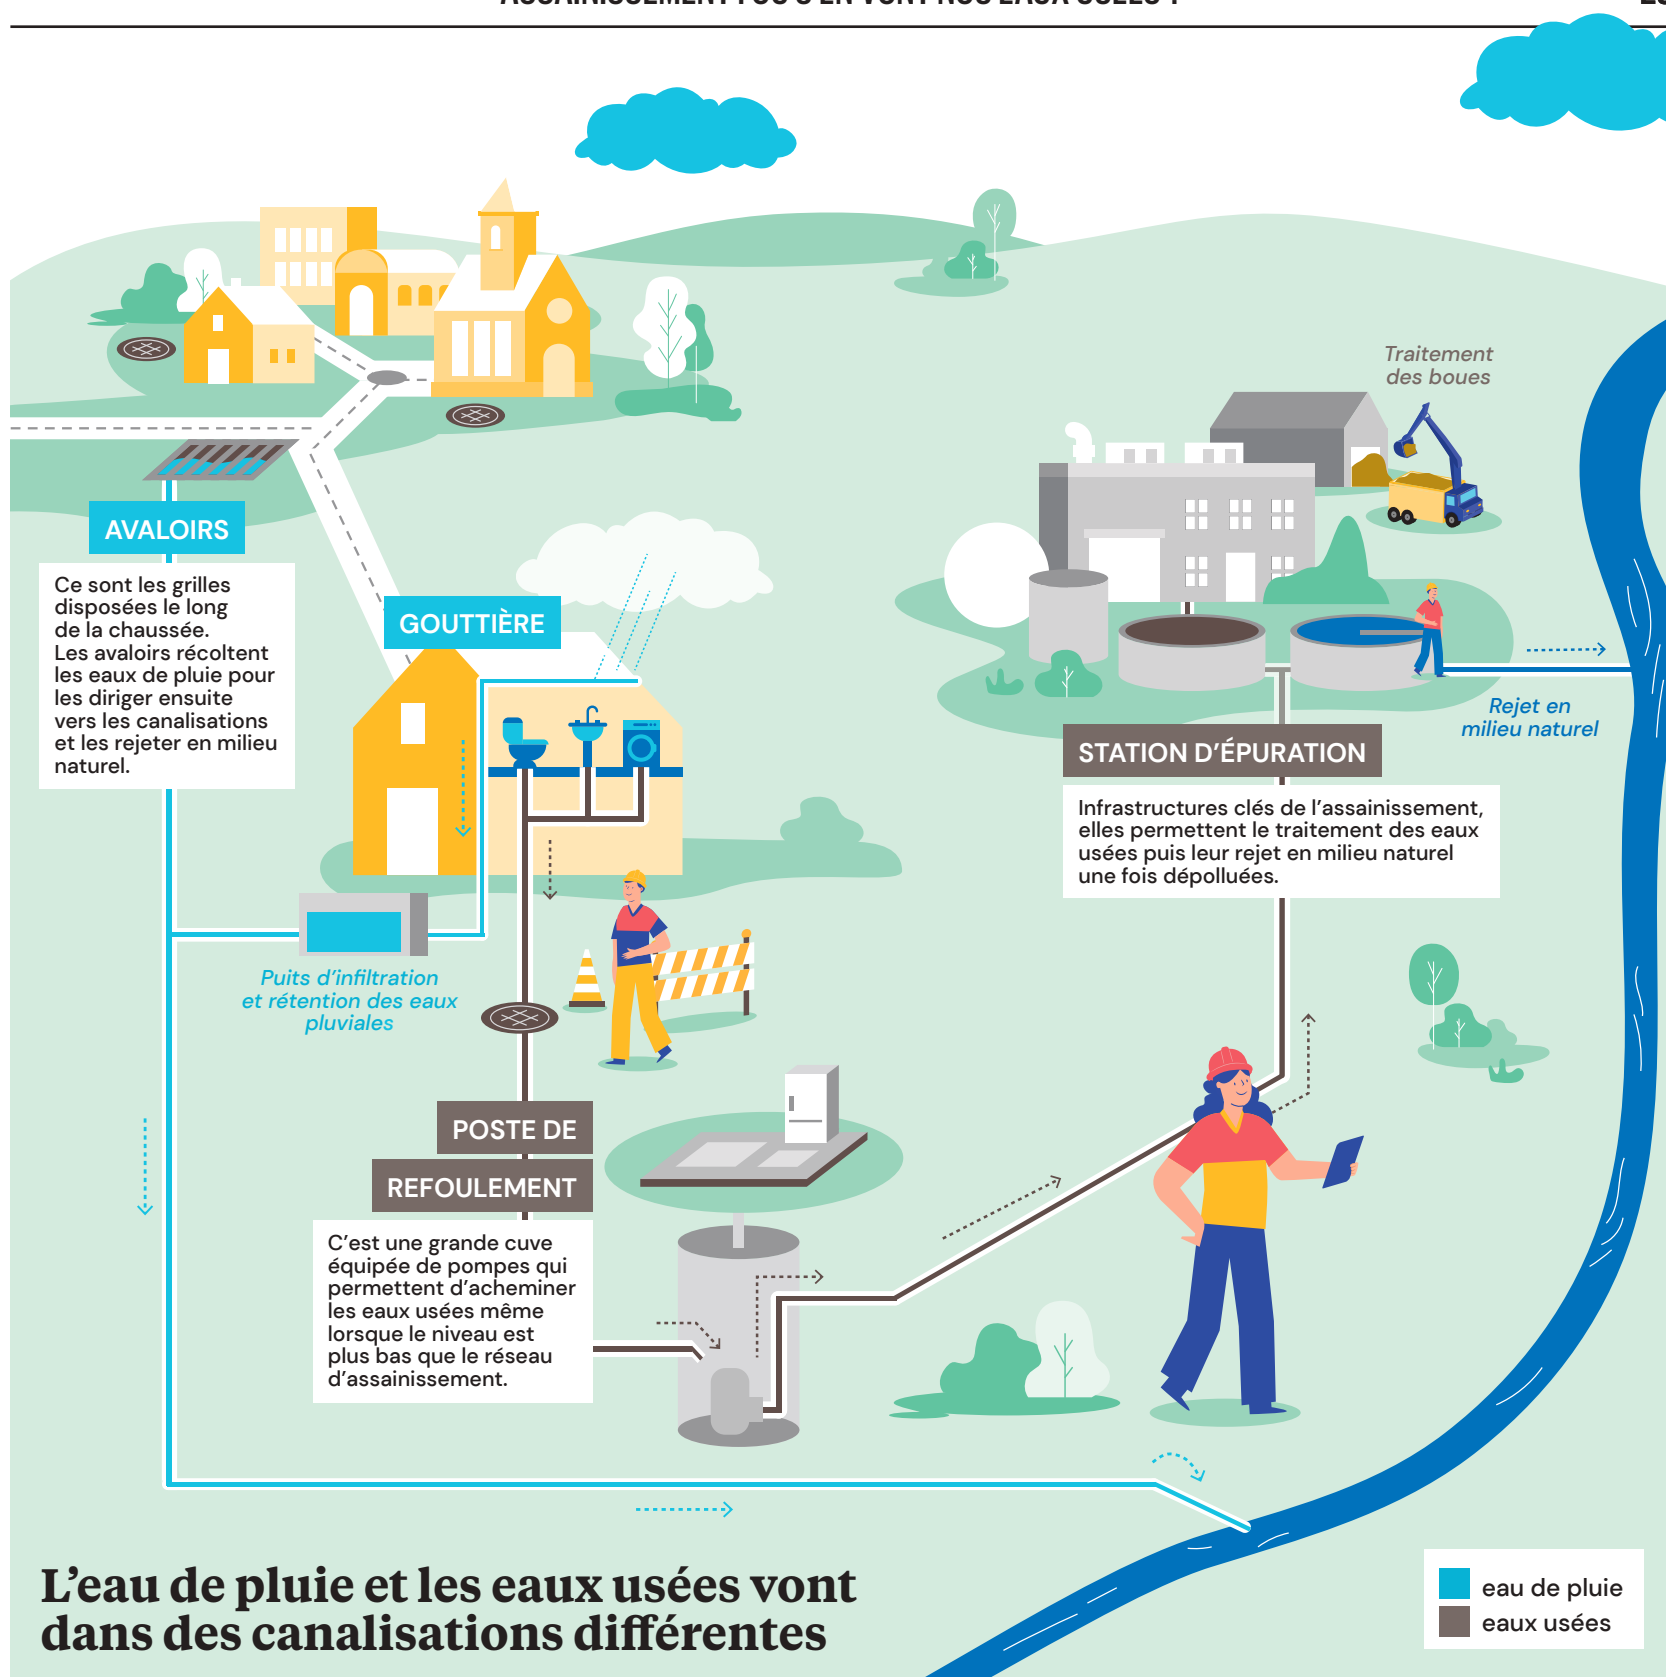 Traitement
des boues
AVALOIRS
Ce sont les grilles
disposées le long
de la chaussée.
Les avaloirs récoltent
les eaux de pluie pour
les diriger ensuite
vers les canalisations
et les rejeter en milieu
naturel.
GOUTTIÈRE
Rejet en
milieu naturel
STATION D’ÉPURATION
Infrastructures clés de l’assainissement,
elles permettent le traitement des eaux
usées puis leur rejet en milieu naturel
une fois dépolluées.
Puits d’infiltration
et rétention des eaux
pluviales
POSTE DE
REFOULEMENT
C’est une grande cuve
équipée de pompes qui
permettent d’acheminer
les eaux usées même
lorsque le niveau est
plus bas que le réseau
d’assainissement.
L’eau de pluie et les eaux usées vont
dans des canalisations différentes
eau de pluie
eaux usées